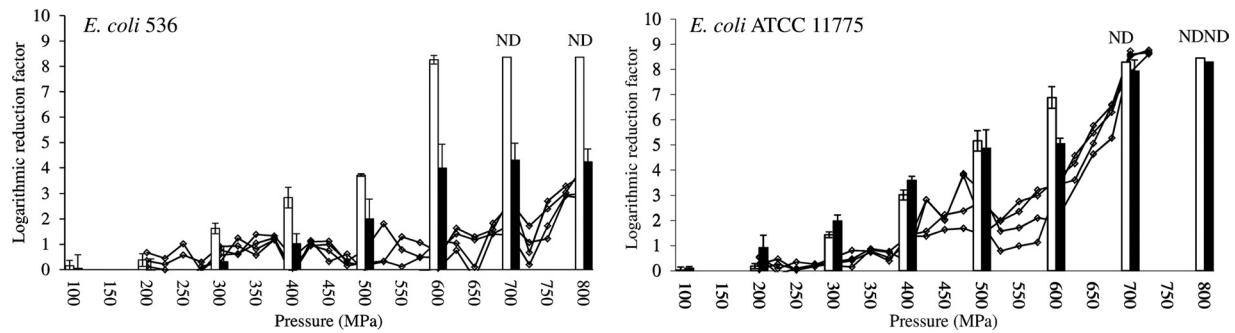 E. coli 536
Logarithmic reduction factor
10
9
8
7
6
5
4
3
2
1
0
ND ND
100 150 200 250 300 350 400 450 500 550 600 650 700 750 800
Pressure (MPa)
E. coli ATCC 11775
Logarithmic reduction factor
10
9
8
7
6
5
4
3
2
1
0
ND NDND
100 150 200 250 300 350 400 450 500 550 600 650 700 750 800
Pressure (MPa)